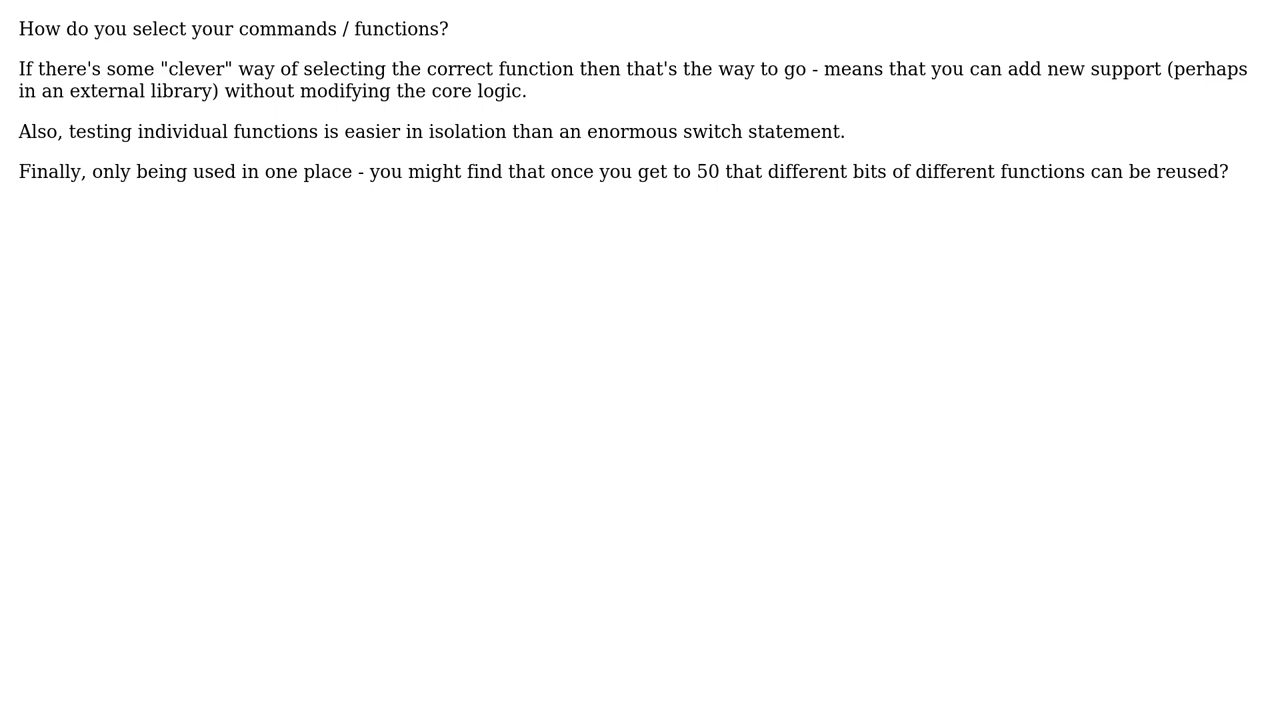 How do you select your commands / functions?
If there's some "clever" way of selecting the correct function then that's the way to go - means that you can add new support (perhaps
in an external library) without modifying the core logic.
Also, testing individual functions is easier in isolation than an enormous switch statement.
Finally, only being used in one place - you might find that once you get to 50 that different bits of different functions can be reused?